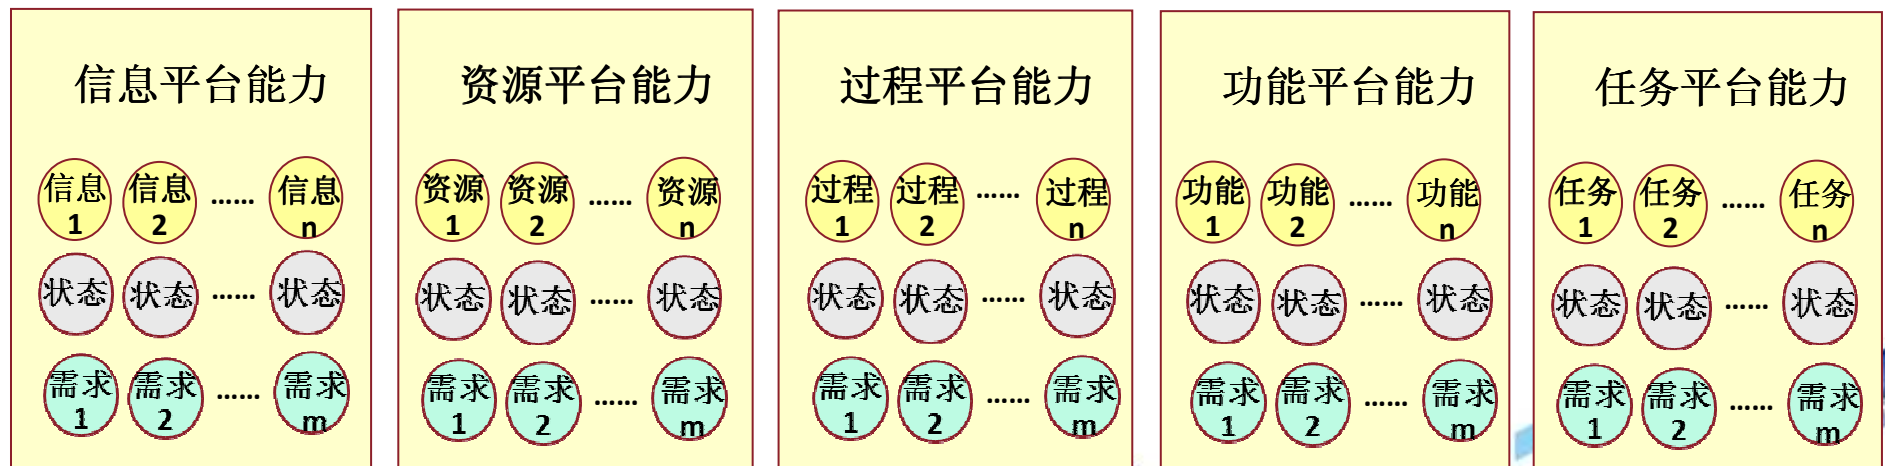 信息平台能力
信息
1
信息
2
......
信息
n
状态
状态
......
状态
需求
1
需求
2
......
需求
m
资源平台能力
资源
1
资源
2
......
资源
n
状态
状态
......
状态
需求
1
需求
2
......
需求
m
过程平台能力
过程
1
过程
2
......
过程
n
状态
状态
......
状态
需求
1
需求
2
......
需求
m
功能平台能力
功能
1
功能
2
......
功能
n
状态
状态
......
状态
需求
1
需求
2
......
需求
m
任务平台能力
任务
1
任务
2
......
任务
n
状态
状态
......
状态
需求
1
需求
2
......
需求
m